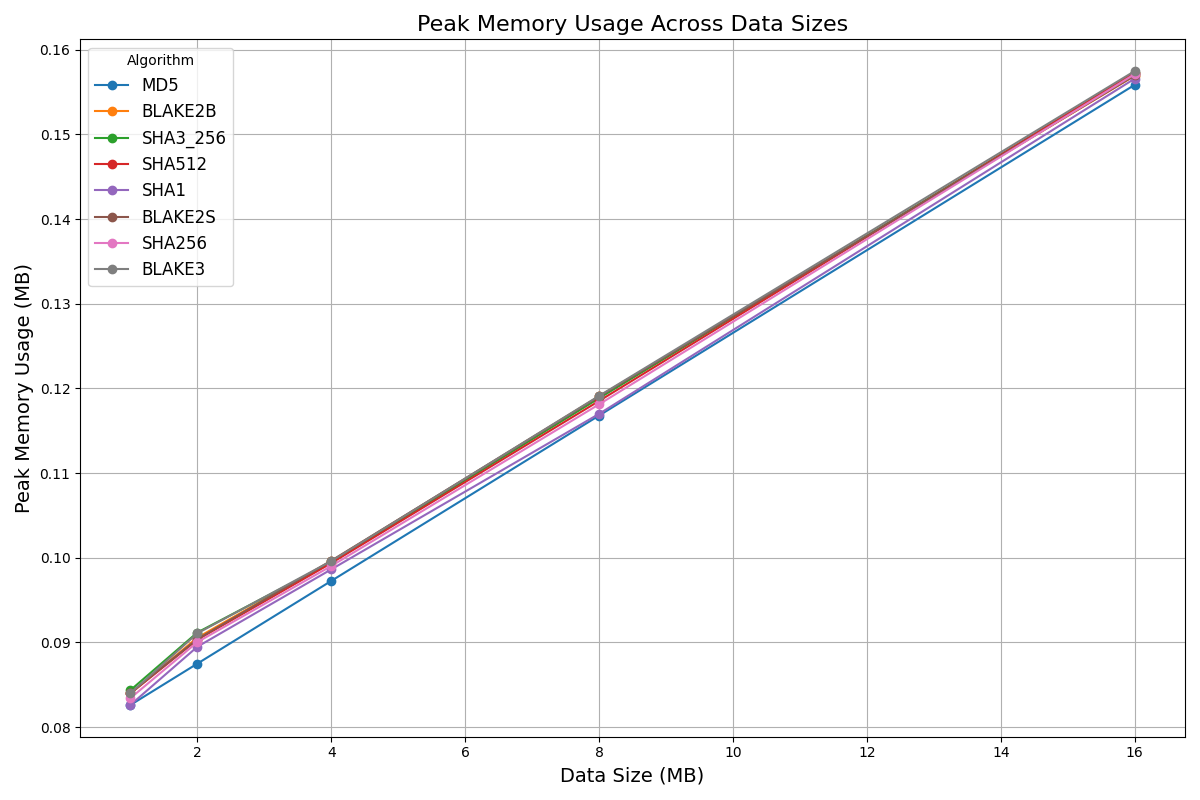 Peak Memory Usage Across Data Sizes
Peak Memory Usage (MB)
0.16
0.15
0.14
0.13
0.12
0.11
0.10
0.09
0.08
Algorithm
MD5
BLAKE2B
SHA3_256
SHA512
SHA1
BLAKE2S
SHA256
BLAKE3
2 4 6 8 10 12 14 16
Data Size (MB)